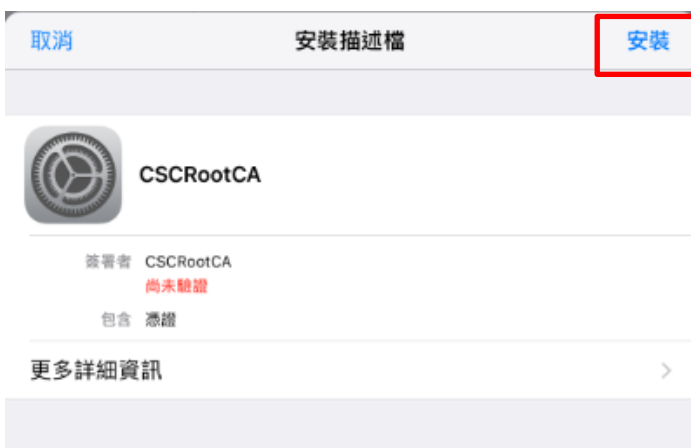 取消 安裝描述檔 安裝
CSCRootCA
簽署者 CSCRootCA
尚未驗證
包含 憑證
更多詳細資訊